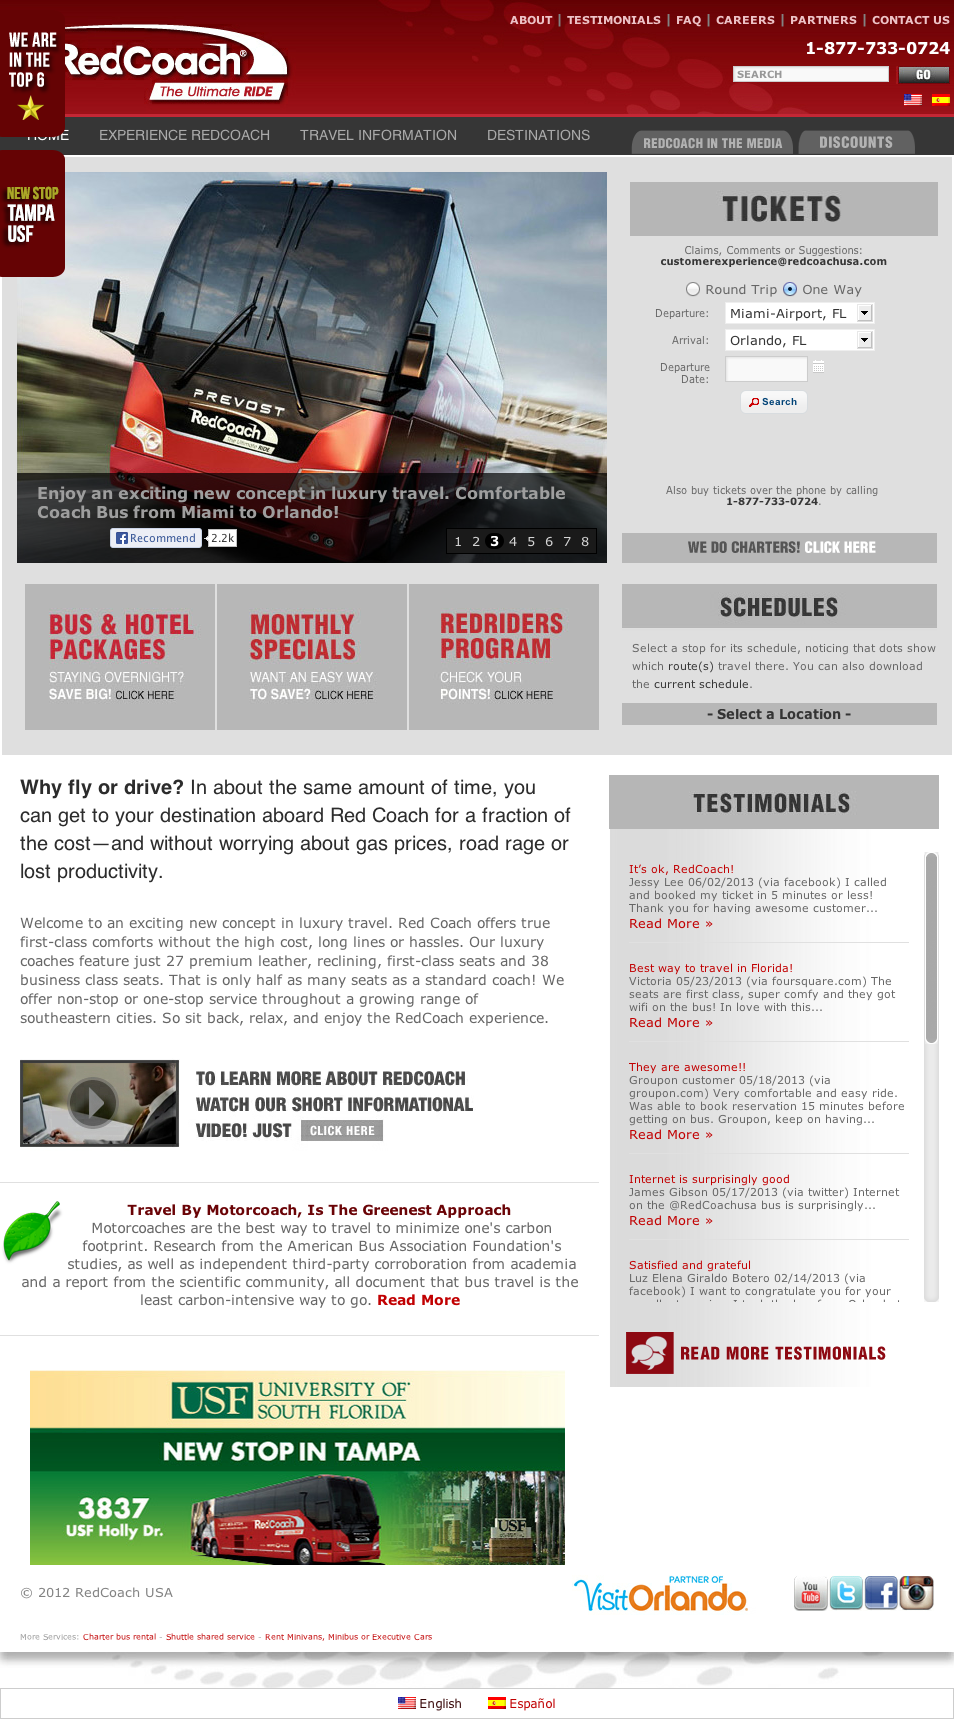 ABOUT | TESTIMONIALS | FAQ | CAREERS | PARTNERS | CONTACT US
1-877-733-0724
SEARCH GO
WE ARE
IN THE
TOP 6
RedCoach®
The Ultimate RIDE
HOME EXPERIENCE REDCOACH TRAVEL INFORMATION DESTINATIONS REDCOACH IN THE MEDIA DISCOUNTS
NEW STOP
TAMPA
USF
PREVOST
RedCoach
The Ultimate RIDE
Enjoy an exciting new concept in luxury travel. Comfortable
Coach Bus from Miami to Orlando!
Recommend 2.2k
1 2 3 4 5 6 7 8
TICKETS
Claims, Comments or Suggestions:
customerexperience@redcoachusa.com
Round Trip One Way
Departure: Miami-Airport, FL
Arrival: Orlando, FL
Departure
Date:
Search
Also buy tickets over the phone by calling
1-877-733-0724.
WE DO CHARTERS! CLICK HERE
BUS & HOTEL
PACKAGES
STAYING OVERNIGHT?
SAVE BIG! CLICK HERE
MONTHLY
SPECIALS
WANT AN EASY WAY
TO SAVE? CLICK HERE
REDRIDERS
PROGRAM
CHECK YOUR
POINTS! CLICK HERE
SCHEDULES
Select a stop for its schedule, noticing that dots show
which route(s) travel there. You can also download
the current schedule.
- Select a Location -
Why fly or drive? In about the same amount of time, you
can get to your destination aboard Red Coach for a fraction of
the cost—and without worrying about gas prices, road rage or
lost productivity.
Welcome to an exciting new concept in luxury travel. Red Coach offers true
first-class comforts without the high cost, long lines or hassles. Our luxury
coaches feature just 27 premium leather, reclining, first-class seats and 38
business class seats. That is only half as many seats as a standard coach! We
offer non-stop or one-stop service throughout a growing range of
southeastern cities. So sit back, relax, and enjoy the RedCoach experience.
TO LEARN MORE ABOUT REDCOACH
WATCH OUR SHORT INFORMATIONAL
VIDEO! JUST CLICK HERE
Travel By Motorcoach, Is The Greenest Approach
Motorcoaches are the best way to travel to minimize one's carbon
footprint. Research from the American Bus Association Foundation's
studies, as well as independent third-party corroboration from academia
and a report from the scientific community, all document that bus travel is the
least carbon-intensive way to go. Read More
TESTIMONIALS
It's ok, RedCoach!
Jessy Lee 06/02/2013 (via facebook) I called
and booked my ticket in 5 minutes or less!
Thank you for having awesome customer...
Read More »
Best way to travel in Florida!
Victoria 05/23/2013 (via foursquare.com) The
seats are first class, super comfy and they got
wifi on the bus! In love with this...
Read More »
They are awesome!!
Groupon customer 05/18/2013 (via
groupon.com) Very comfortable and easy ride.
Was able to book reservation 15 minutes before
getting on bus. Groupon, keep on having...
Read More »
Internet is surprisingly good
James Gibson 05/17/2013 (via twitter) Internet
on the @RedCoachusa bus is surprisingly...
Read More »
Satisfied and grateful
Luz Elena Giraldo Botero 02/14/2013 (via
facebook) I want to congratulate you for your
READ MORE TESTIMONIALS
USF UNIVERSITY OF
SOUTH FLORIDA
NEW STOP IN TAMPA
3837
USF Holly Dr.
RedCoach
USF
© 2012 RedCoach USA
PARTNER OF
VisitOrlando
You
Tube
More Services: Charter bus rental - Shuttle shared service - Rent Minivans, Minibus or Executive Cars
English Español